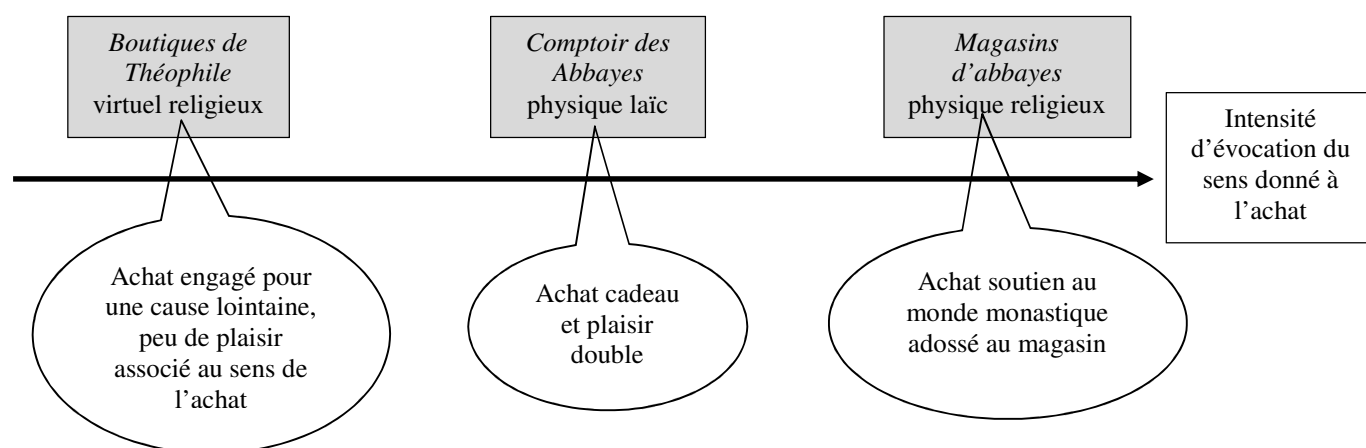 Boutiques de
Théophile
virtuel religieux
Comptoir des
Abbayes
physique laïc
Magasins
d'abbayes
physique religieux
Intensité
d'évocation du
sens donné à
l'achat
Achat engagé pour
une cause lointaine,
peu de plaisir
associé au sens de
l'achat
Achat cadeau
et plaisir
double
Achat soutien au
monde monastique
adossé au magasin